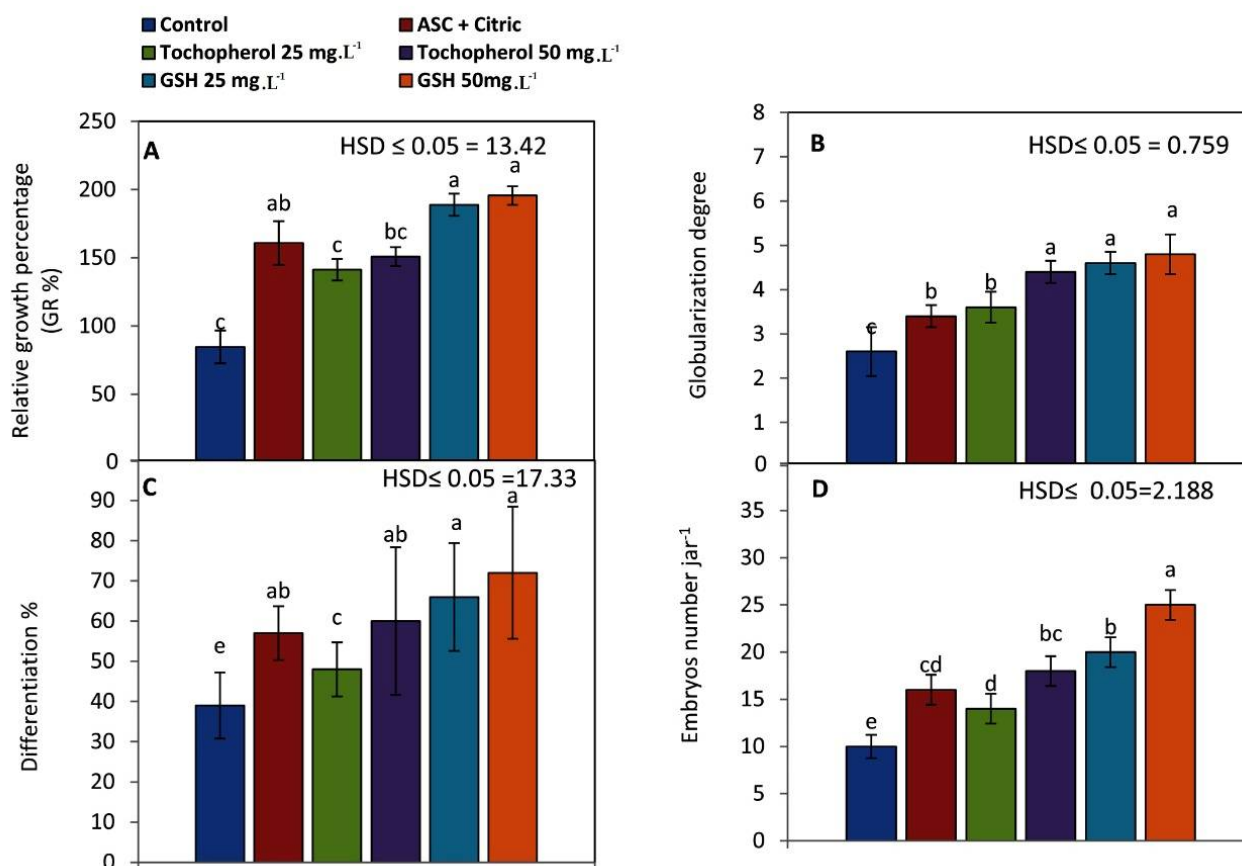 Control
ASC + Citric
Tochopherol 25 mg.L-1
Tochopherol 50 mg.L-1
GSH 25 mg.L-1
GSH 50mg.L-1
A
HSD ≤ 0.05 = 13.42
Relative growth percentage
(GR %)
250
200
150
100
50
0
c
ab
c
bc
a
a
B
HSD≤ 0.05 = 0.759
Globularization degree
8
7
6
5
4
3
2
1
0
c
b
b
a
a
a
C
HSD≤ 0.05 =17.33
Differentiation %
90
80
70
60
50
40
30
20
10
0
e
ab
c
ab
a
a
D
HSD≤ 0.05=2.188
Embryos number jar-1
35
30
25
20
15
10
5
0
e
cd
d
bc
b
a